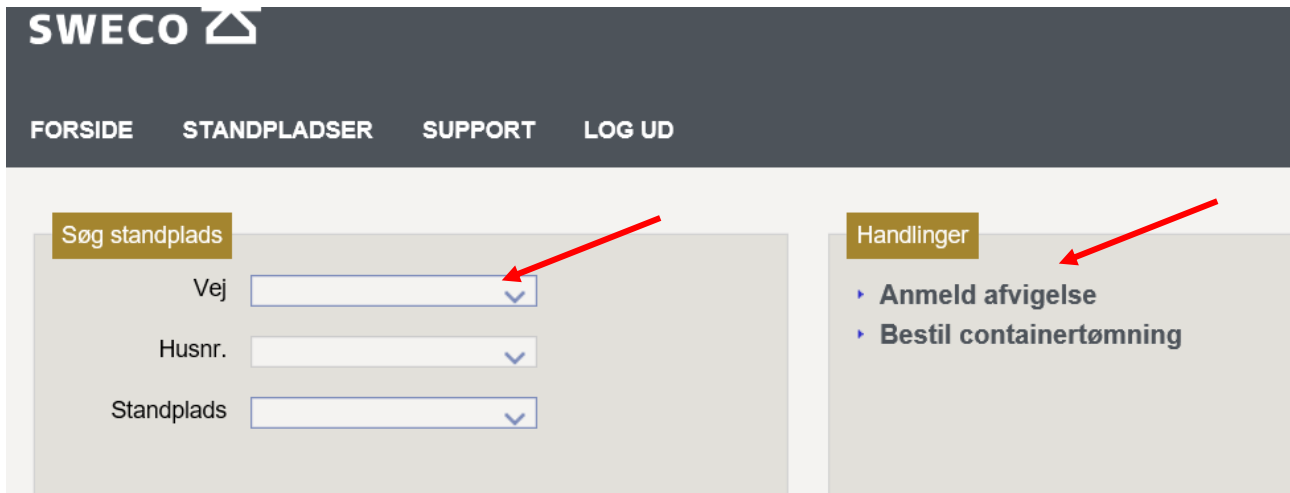 SWECO
FORSIDE STANDPLADSER SUPPORT LOG UD
Søg standplads
Vej
Husnr.
Standplads
Handlinger
Anmeld afvigelse
Bestil containertømning